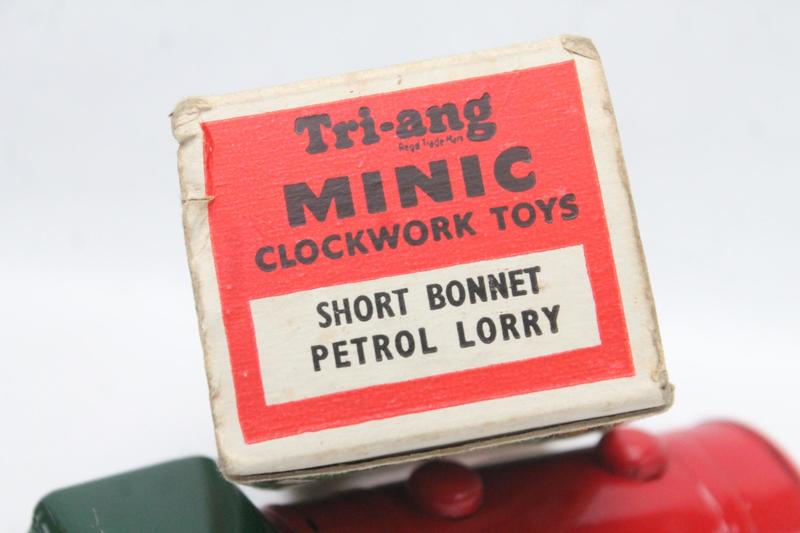 Tri-ang
Regd Trade Mark
MINIC
CLOCKWORK TOYS
SHORT BONNET
PETROL LORRY